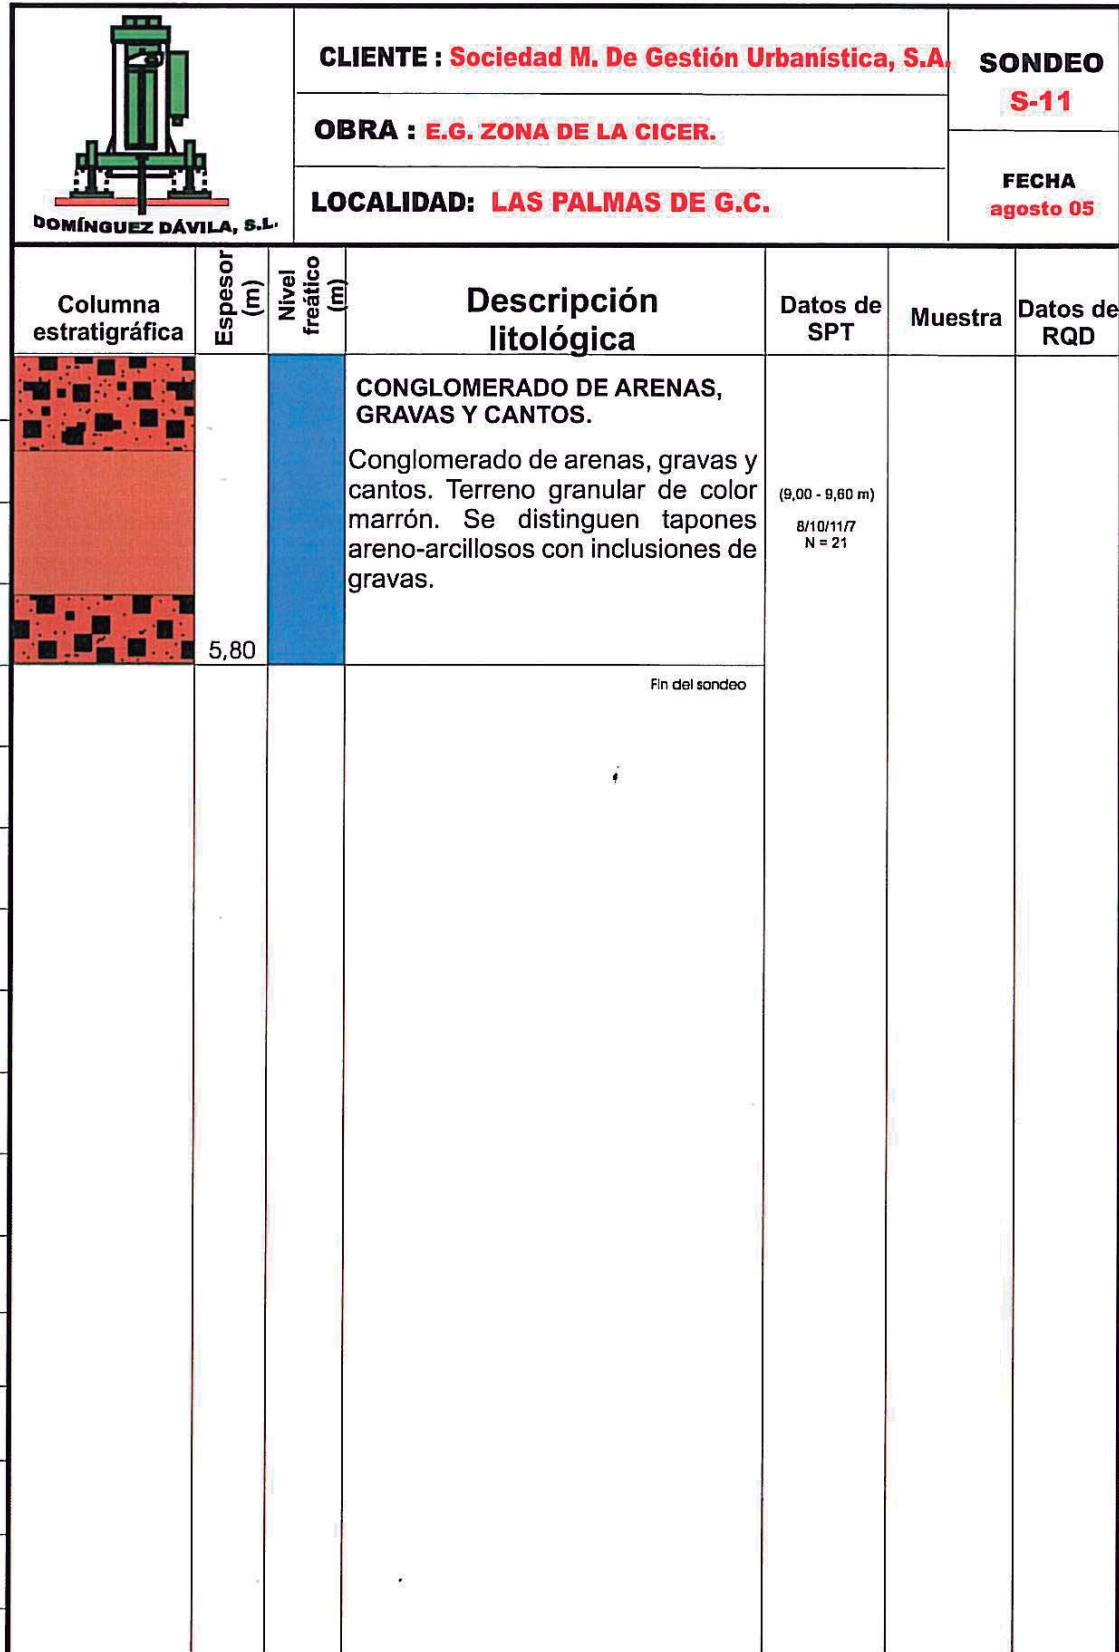 DOMÍNGUEZ DÁVILA, S.L.
CLIENTE : Sociedad M. De Gestión Urbanística, S.A.
OBRA : E.G. ZONA DE LA CICER.
LOCALIDAD: LAS PALMAS DE G.C.
SONDEO
S-11
FECHA
agosto 05
Columna
estratigráfica
Espesor
(m)
Nivel
freático
(m)
Descripción
litológica
Datos de
SPT
Muestra
Datos de
RQD
CONGLOMERADO DE ARENAS,
GRAVAS Y CANTOS.
Conglomerado de arenas, gravas y
cantos. Terreno granular de color
marrón. Se distinguen tapones
areno-arcillosos con inclusiones de
gravas.
(9,00 - 9,60 m)
8/10/11/7
N = 21
5,80
Fin del sondeo